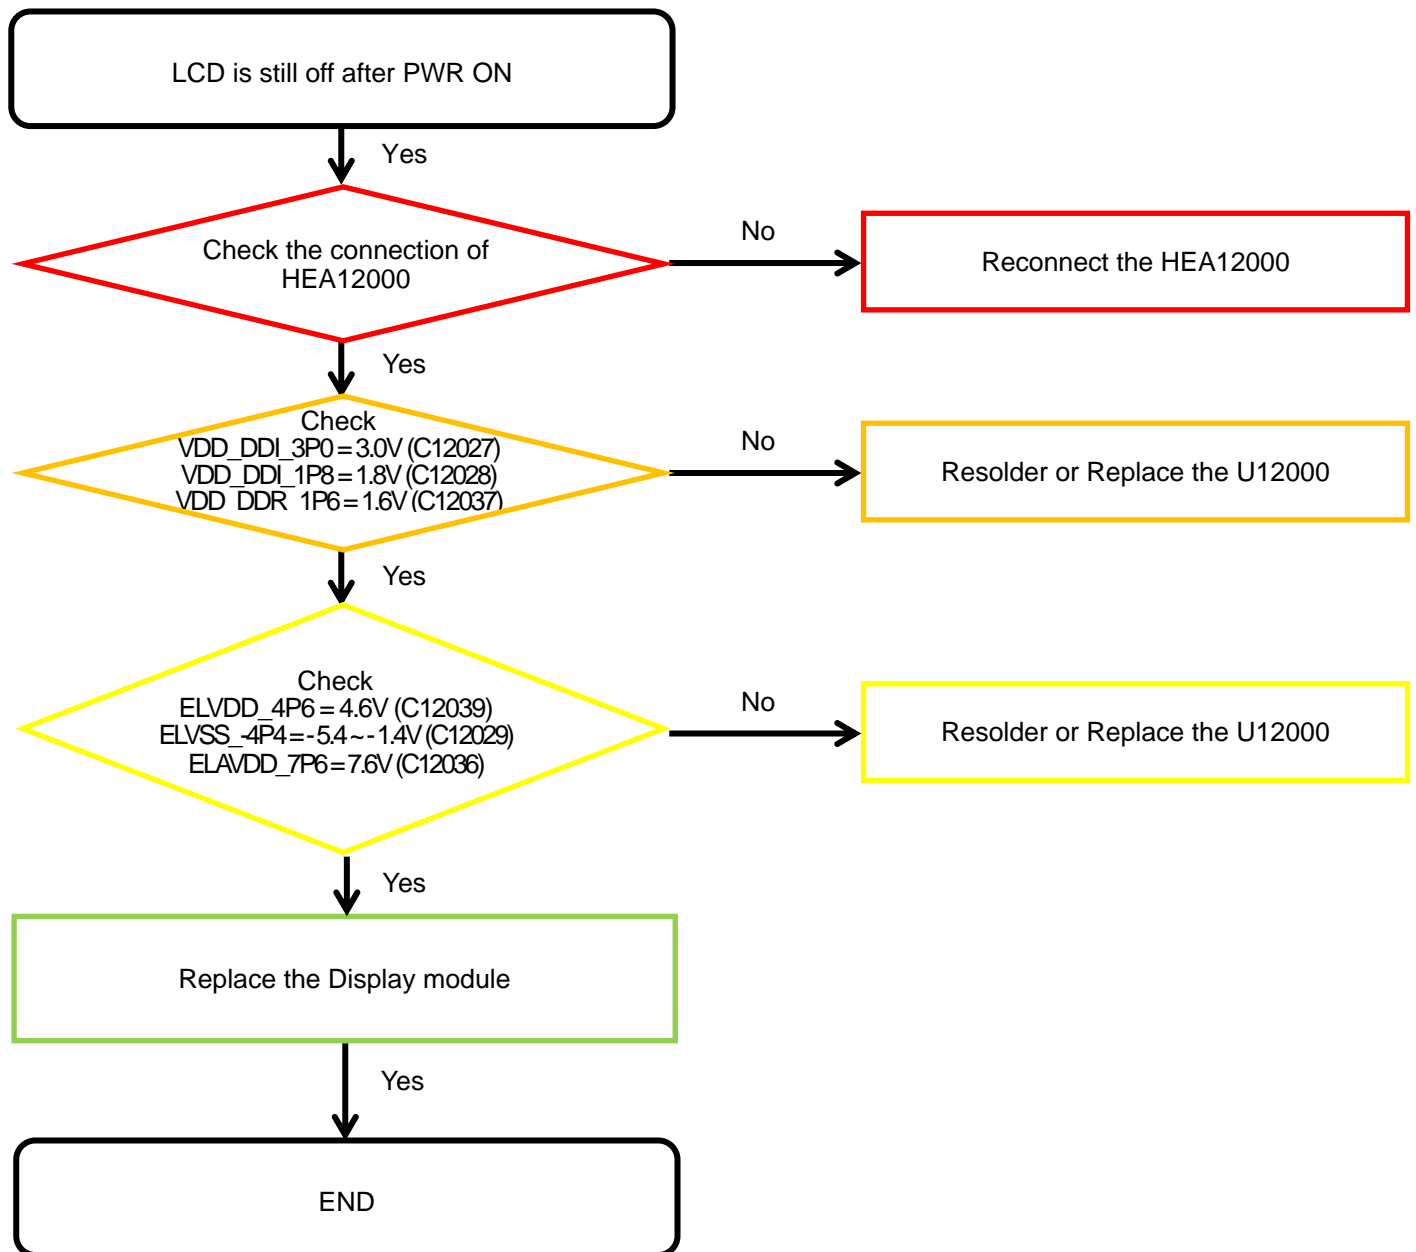 LCD is still off after PWR ON
Yes
Check the connection of
HEA12000
No
Reconnect the HEA12000
Yes
Check
VDD_DDI_3P0 = 3.0V (C12027)
VDD_DDI_1P8 = 1.8V (C12028)
VDD_DDR_1P6 = 1.6V (C12037)
No
Resolder or Replace the U12000
Yes
Check
ELVDD_4P6 = 4.6V (C12039)
ELVSS_-4P4 = -5.4 ~ -1.4V (C12029)
ELAVDD_7P6 = 7.6V (C12036)
No
Resolder or Replace the U12000
Yes
Replace the Display module
Yes
END